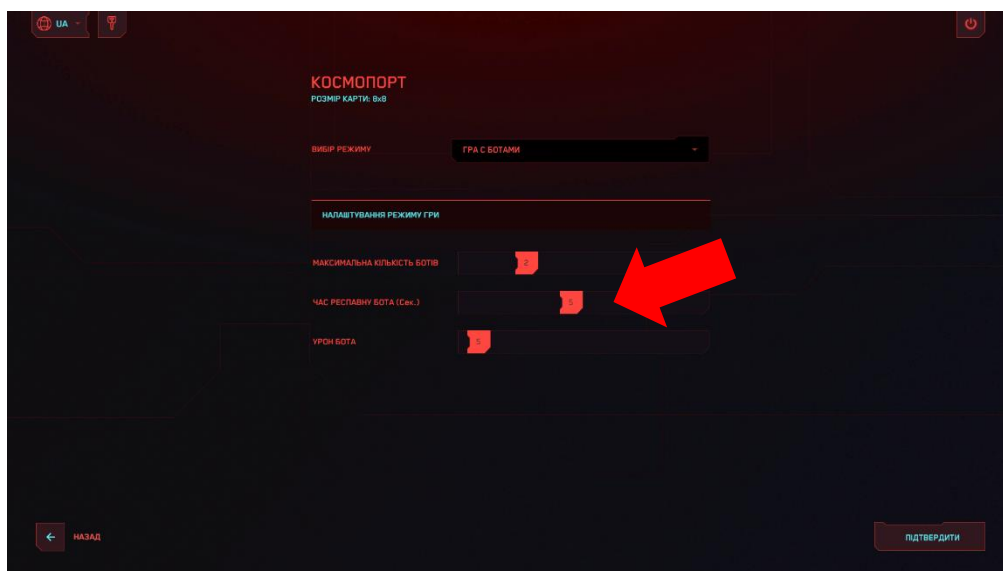 UA
КОСМОПОРТ
РОЗМІР КАРТИ: 8x8
ВИБІР РЕЖИМУ
ГРА С БОТАМИ
НАЛАШТУВАННЯ РЕЖИМУ ГРИ
МАКСИМАЛЬНА КІЛЬКІСТЬ БОТІВ
2
ЧАС РЕСПАВНУ БОТА (Сек.)
5
УРОН БОТА
5
НАЗАД
ПІДТВЕРДИТИ